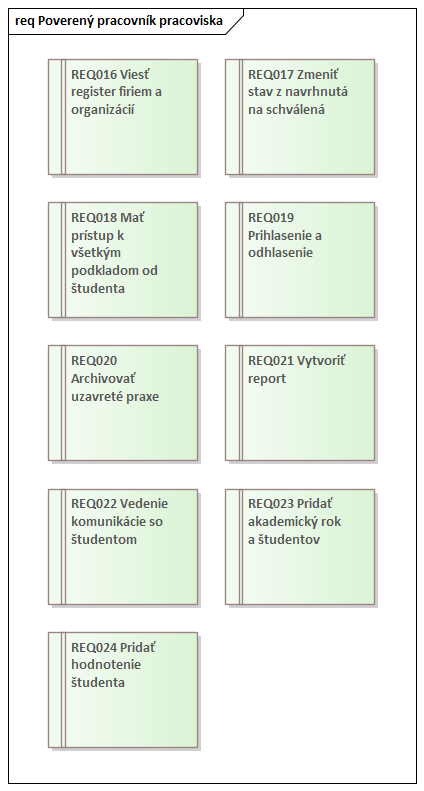 req Poverený pracovník pracoviska
REQ016 Viesť
register firiem a
organizácií
REQ017 Zmeniť
stav z navrhnutá
na schválená
REQ018 Mať
prístup k
všetkým
podkladom od
študenta
REQ019
Prihlasenie a
odhlasenie
REQ020
Archivovať
uzavreté praxe
REQ021 Vytvoriť
report
REQ022 Vedenie
komunikácie so
študentom
REQ023 Pridať
akademický rok
a študentov
REQ024 Pridať
hodnotenie
študenta